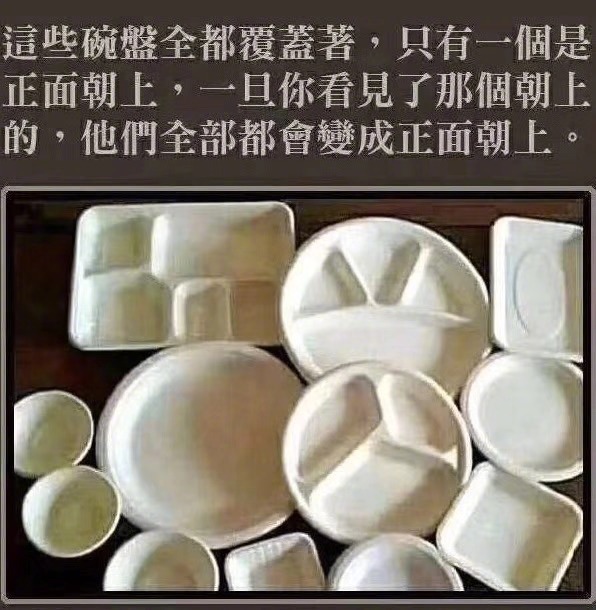 這些碗盤全都覆蓋著，只有一個是
正面朝上，一旦你看見了那個朝上
的，他們全部都會變成正面朝上。